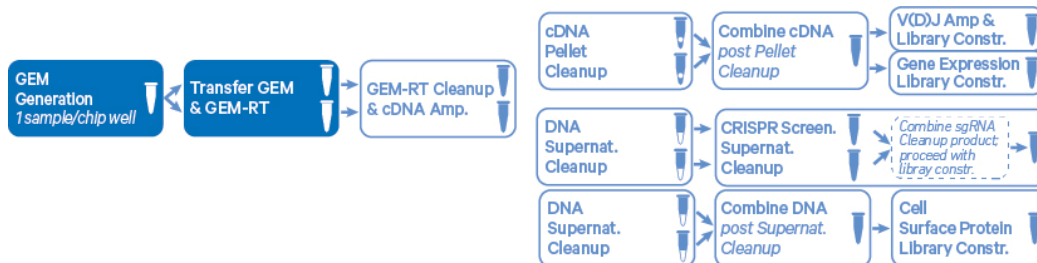 GEM
Generation
1 sample/chip well
Transfer GEM
& GEM-RT
GEM-RT Cleanup
& cDNA Amp.
cDNA
Pellet
Cleanup
Combine cDNA
post Pellet
Cleanup
V(D)J Amp &
Library Constr.
Gene Expression
Library Constr.
DNA
Supernat.
Cleanup
CRISPR Screen.
Supernat.
Cleanup
Combine sgRNA
Cleanup product;
proceed with
libray constr.
DNA
Supernat.
Cleanup
Combine DNA
post Supernat.
Cleanup
Cell
Surface Protein
Library Constr.